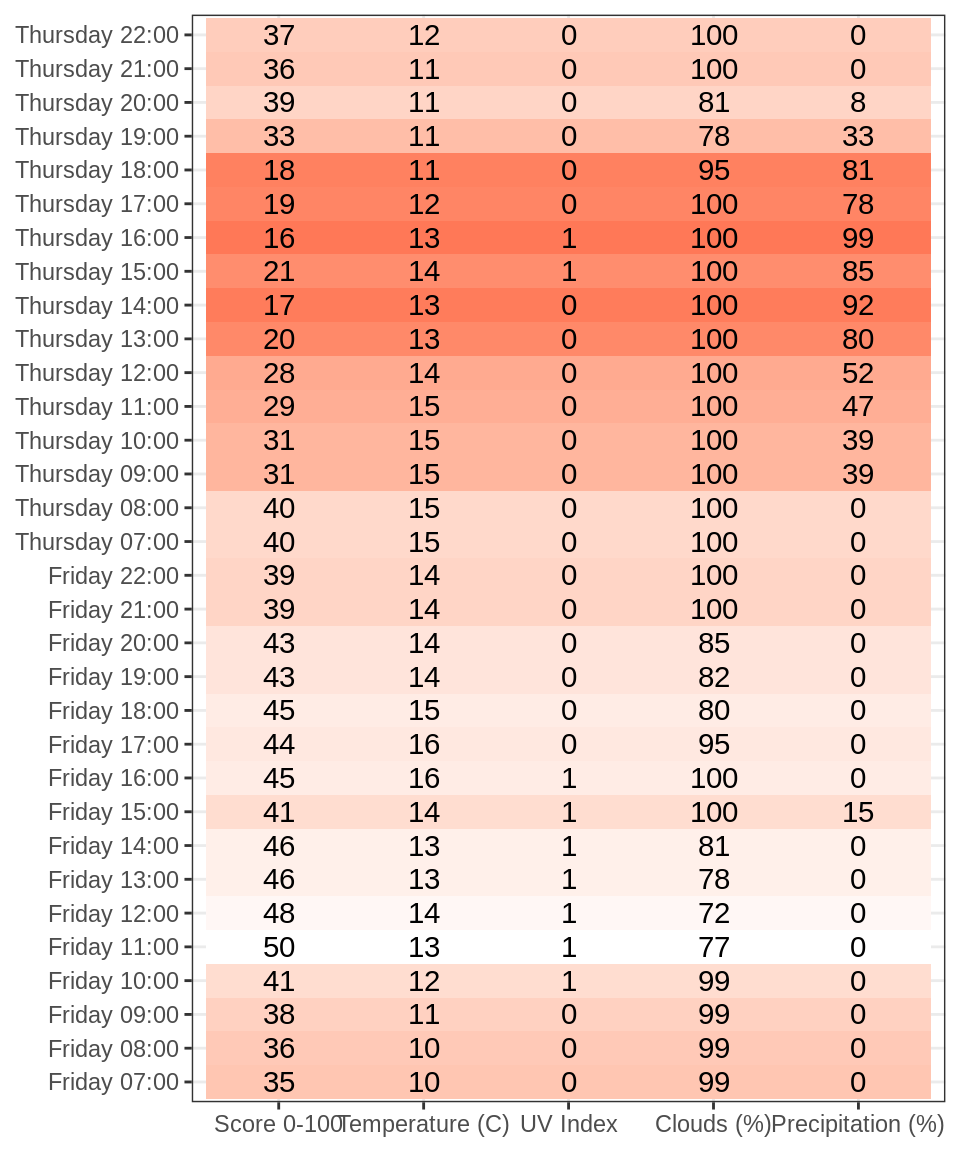 Thursday 22:00 37 12 0 100 0
Thursday 21:00 36 11 0 100 0
Thursday 20:00 39 11 0 81 8
Thursday 19:00 33 11 0 78 33
Thursday 18:00 18 11 0 95 81
Thursday 17:00 19 12 0 100 78
Thursday 16:00 16 13 1 100 99
Thursday 15:00 21 14 1 100 85
Thursday 14:00 17 13 0 100 92
Thursday 13:00 20 13 0 100 80
Thursday 12:00 28 14 0 100 52
Thursday 11:00 29 15 0 100 47
Thursday 10:00 31 15 0 100 39
Thursday 09:00 31 15 0 100 39
Thursday 08:00 40 15 0 100 0
Thursday 07:00 40 15 0 100 0
Friday 22:00 39 14 0 100 0
Friday 21:00 39 14 0 100 0
Friday 20:00 43 14 0 85 0
Friday 19:00 43 14 0 82 0
Friday 18:00 45 15 0 80 0
Friday 17:00 44 16 0 95 0
Friday 16:00 45 16 1 100 0
Friday 15:00 41 14 1 100 15
Friday 14:00 46 13 1 81 0
Friday 13:00 46 13 1 78 0
Friday 12:00 48 14 1 72 0
Friday 11:00 50 13 1 77 0
Friday 10:00 41 12 1 99 0
Friday 09:00 38 11 0 99 0
Friday 08:00 36 10 0 99 0
Friday 07:00 35 10 0 99 0
Score 0-100 Temperature (C) UV Index Clouds (%) Precipitation (%)